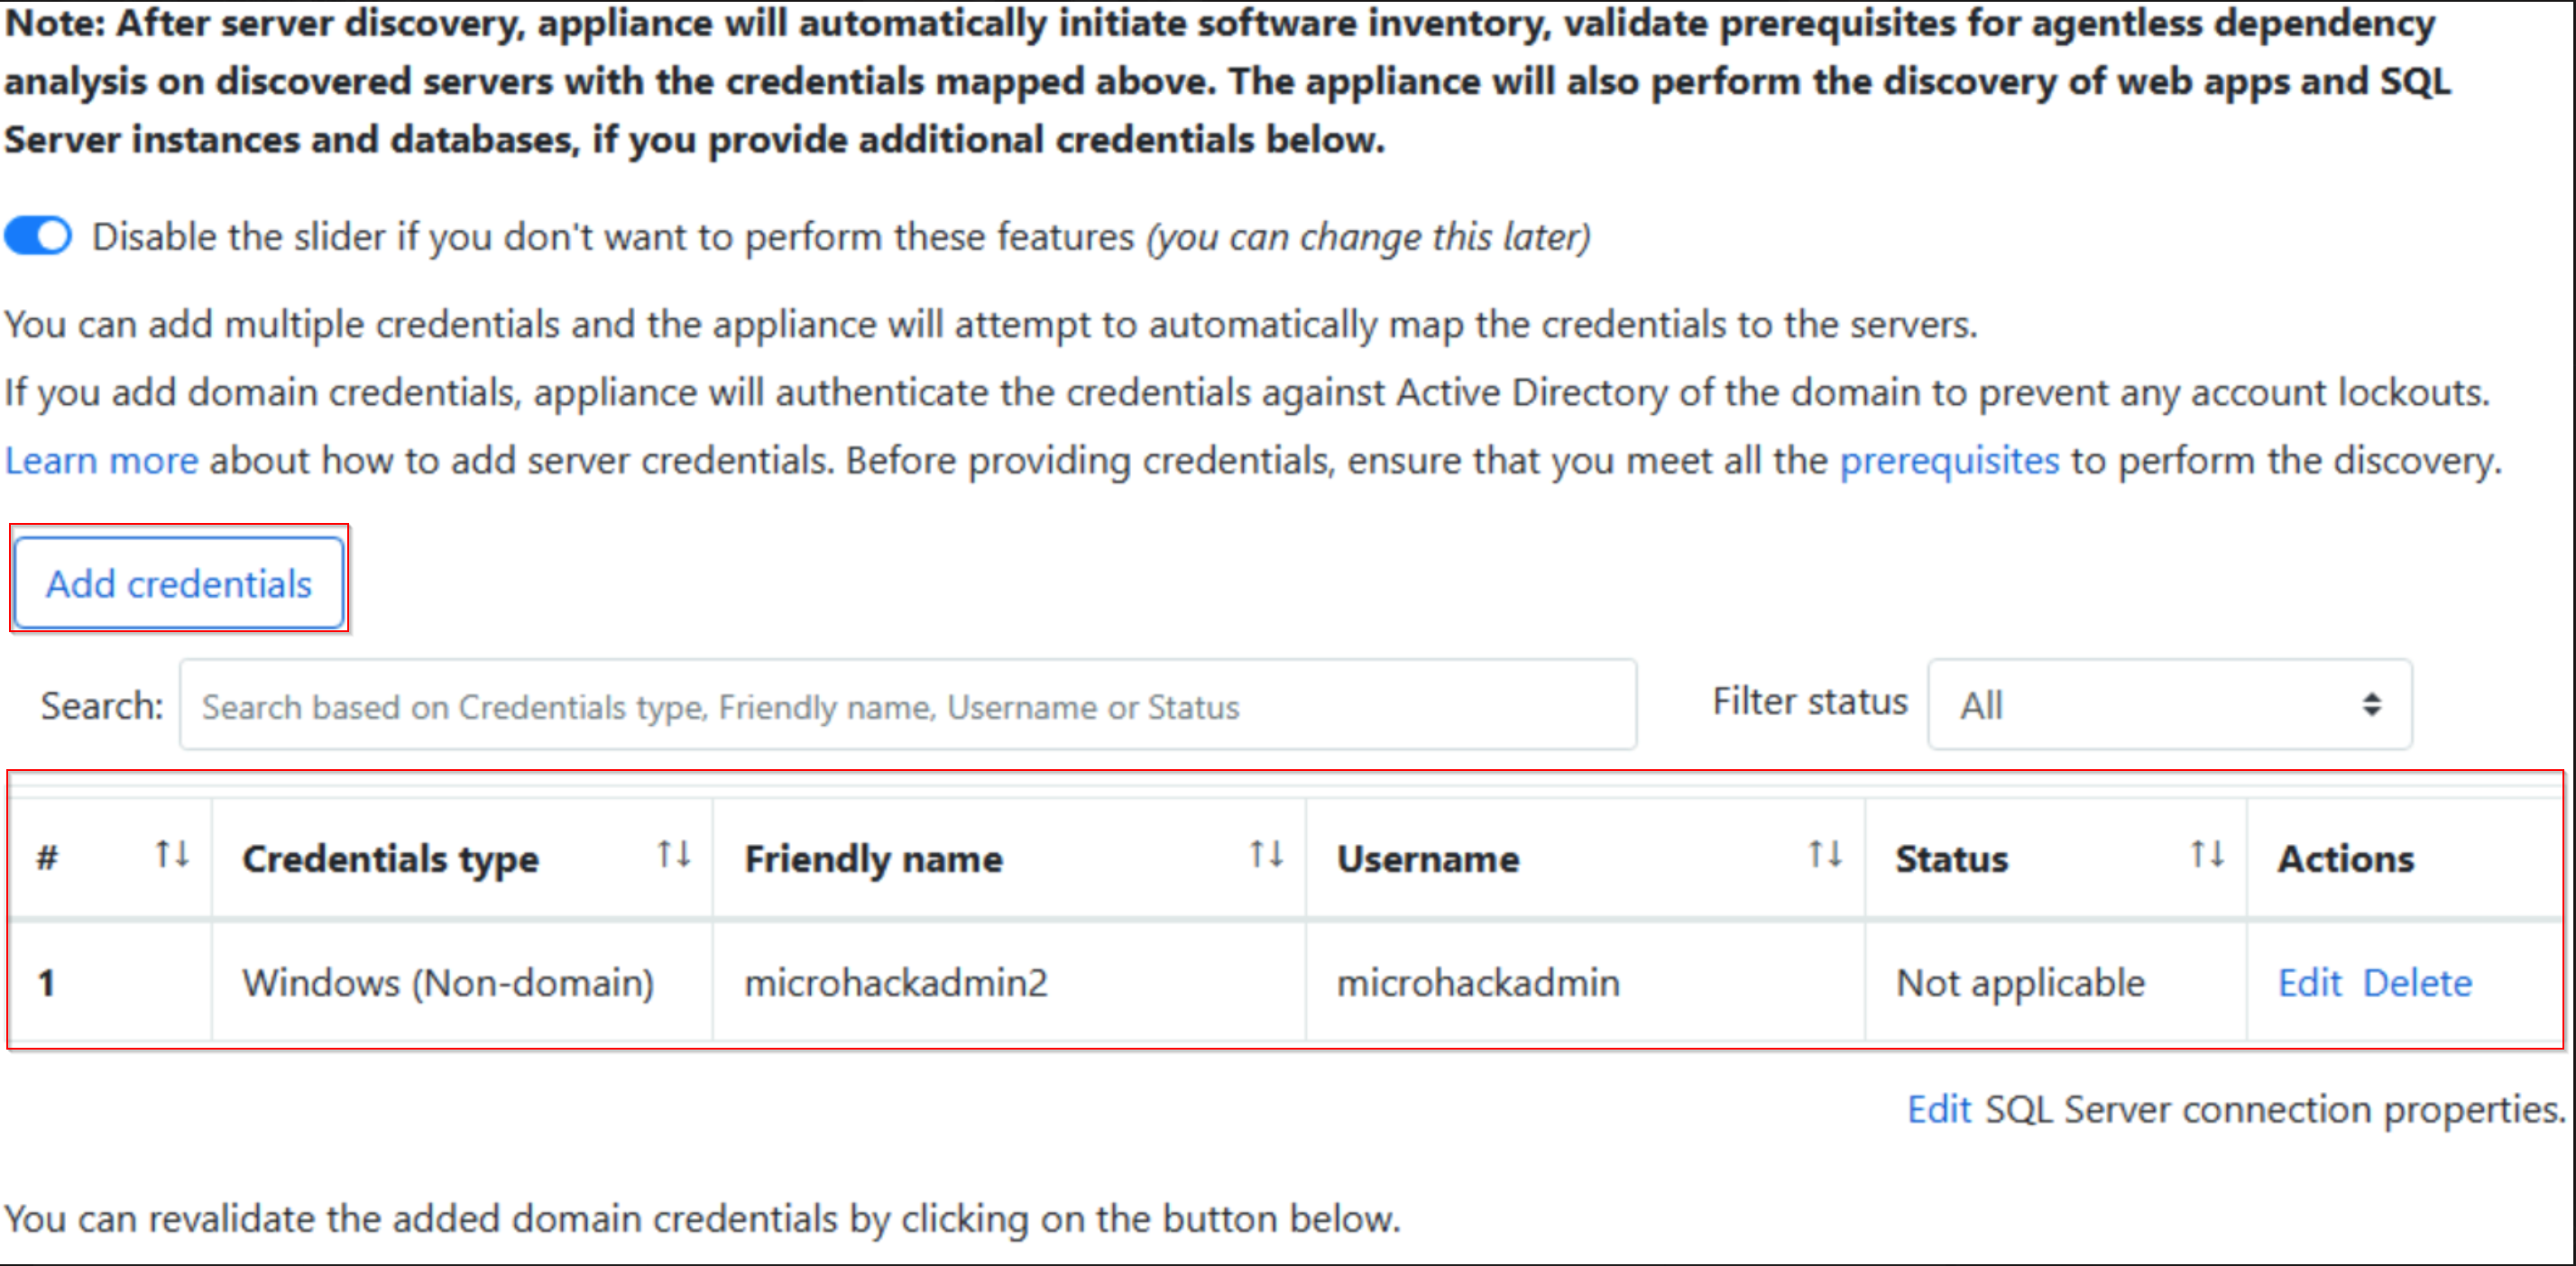 Note: After server discovery, appliance will automatically initiate software inventory, validate prerequisites for agentless dependency
analysis on discovered servers with the credentials mapped above. The appliance will also perform the discovery of web apps and SQL
Server instances and databases, if you provide additional credentials below.
Disable the slider if you don't want to perform these features (you can change this later)
You can add multiple credentials and the appliance will attempt to automatically map the credentials to the servers.
If you add domain credentials, appliance will authenticate the credentials against Active Directory of the domain to prevent any account lockouts.
Learn more about how to add server credentials. Before providing credentials, ensure that you meet all the prerequisites to perform the discovery.
Add credentials
Search: Search based on Credentials type, Friendly name, Username or Status Filter status All
# ↑↓ Credentials type ↑↓ Friendly name ↑↓ Username ↑↓ Status ↑↓ Actions
1 Windows (Non-domain) microhackadmin2 microhackadmin Not applicable Edit Delete
Edit SQL Server connection properties.
You can revalidate the added domain credentials by clicking on the button below.